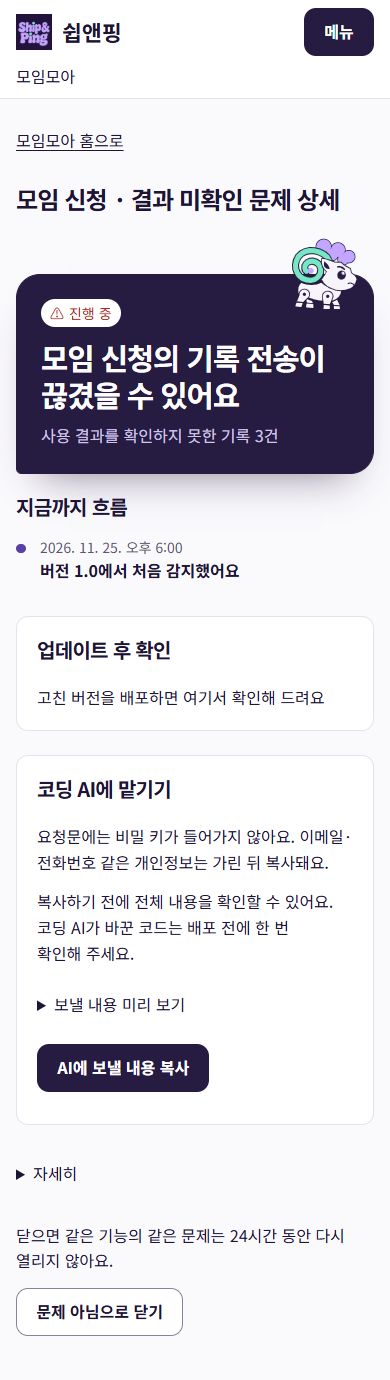 Ship&
Ping
쉽앤핑
메뉴
모임모아
모임모아 홈으로
모임 신청 · 결과 미확인 문제 상세
진행 중
모임 신청의 기록 전송이
끊겼을 수 있어요
사용 결과를 확인하지 못한 기록 3건
지금까지 흐름
2026. 11. 25. 오후 6:00
버전 1.0에서 처음 감지했어요
업데이트 후 확인
고친 버전을 배포하면 여기서 확인해 드려요
코딩 AI에 맡기기
요청문에는 비밀 키가 들어가지 않아요. 이메일·
전화번호 같은 개인정보는 가린 뒤 복사돼요.
복사하기 전에 전체 내용을 확인할 수 있어요.
코딩 AI가 바꾼 코드는 배포 전에 한 번
확인해 주세요.
보낼 내용 미리 보기
AI에 보낼 내용 복사
자세히
닫으면 같은 기능의 같은 문제는 24시간 동안 다시
열리지 않아요.
문제 아님으로 닫기